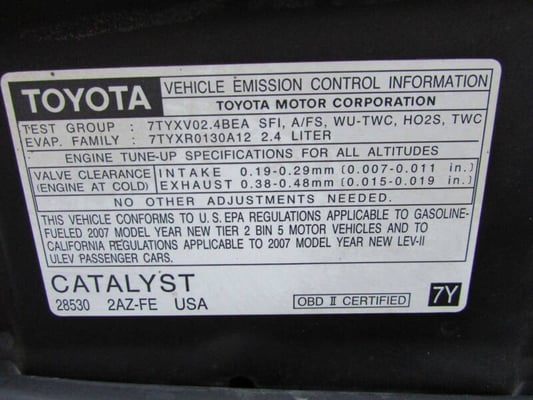 TOYOTA
VEHICLE EMISSION CONTROL INFORMATION
TOYOTA MOTOR CORPORATION
TEST GROUP : 7TYXV02.4BEA SFI, A/FS, WU-TWC, HO2S, TWC
EVAP. FAMILY : 7TYXR0130A12 2.4 LITER
ENGINE TUNE-UP SPECIFICATIONS FOR ALL ALTITUDES
VALVE CLEARANCE INTAKE 0.19-0.29mm (0.007-0.011 in.)
(ENGINE AT COLD) EXHAUST 0.38-0.48mm (0.015-0.019 in.)
NO OTHER ADJUSTMENTS NEEDED.
THIS VEHICLE CONFORMS TO U.S.EPA REGULATIONS APPLICABLE TO GASOLINE-
FUELED 2007 MODEL YEAR NEW TIER 2 BIN 5 MOTOR VEHICLES AND TO
CALIFORNIA REGULATIONS APPLICABLE TO 2007 MODEL YEAR NEW LEV-II
ULEV PASSENGER CARS.
CATALYST
28530 2AZ-FE USA
OBD II CERTIFIED
7Y